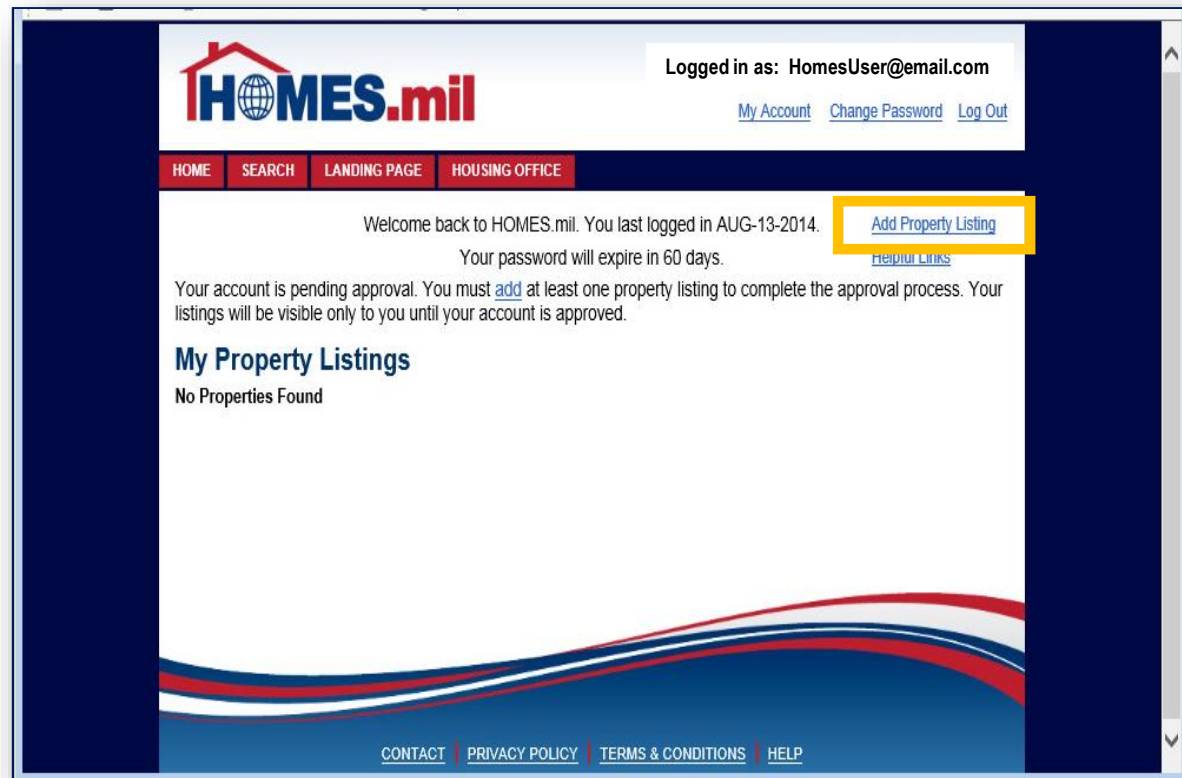 HOMES.mil
Logged in as: HomesUser@email.com
My Account Change Password Log Out
HOME SEARCH LANDING PAGE HOUSING OFFICE
Welcome back to HOMES.mil. You last logged in AUG-13-2014. Add Property Listing
Your password will expire in 60 days. Helpful Links
Your account is pending approval. You must add at least one property listing to complete the approval process. Your
listings will be visible only to you until your account is approved.
My Property Listings
No Properties Found
CONTACT PRIVACY POLICY TERMS & CONDITIONS HELP